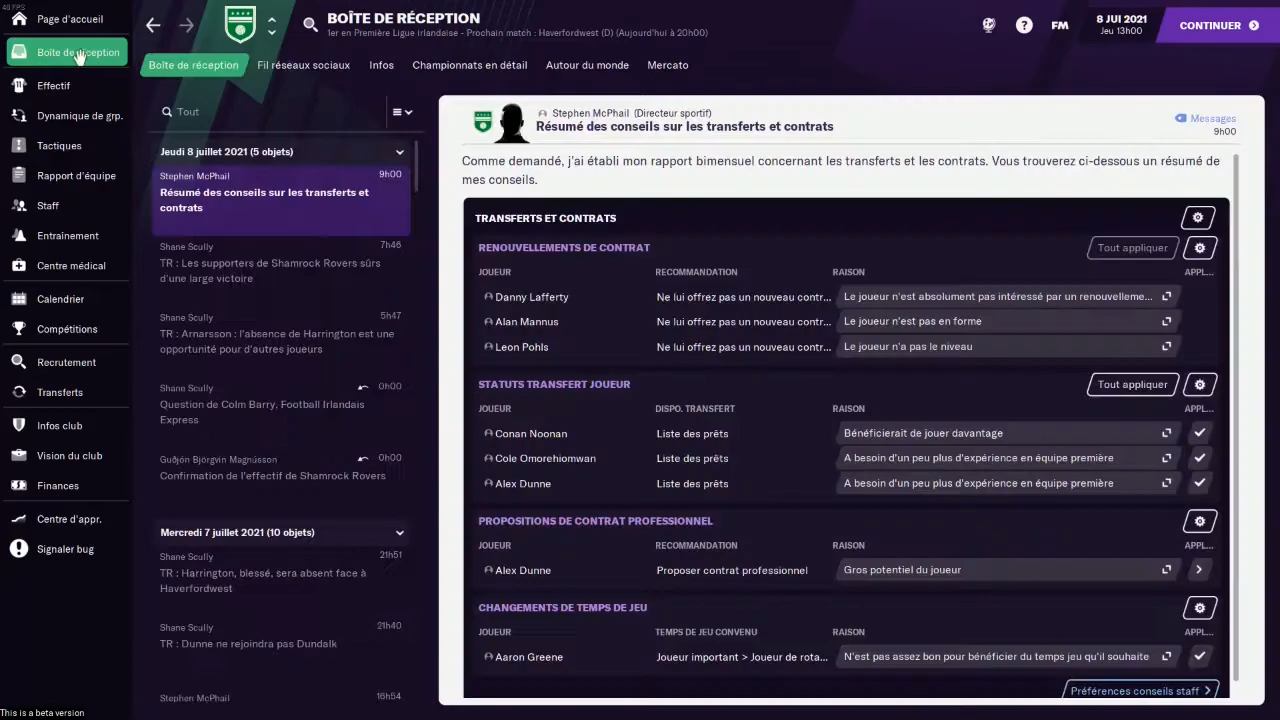 48 FPS
Page d'accueil
Boîte de réception
Effectif
Dynamique de grp.
Tactiques
Rapport d'équipe
Staff
Entraînement
Centre médical
Calendrier
Compétitions
Recrutement
Transferts
Infos club
Vision du club
Finances
Centre d'appr.
Signaler bug
This is a beta version
BOÎTE DE RÉCEPTION
1er en Première Ligue irlandaise - Prochain match : Haverfordwest (D) (Aujourd'hui à 20h00)
FM
8 JUI 2021
Jeu 13h00
CONTINUER
Boîte de réception Fil réseaux sociaux Infos Championnats en détail Autour du monde Mercato
Tout
Jeudi 8 juillet 2021 (5 objets)
Stephen McPhail 9h00
Résumé des conseils sur les transferts et
contrats
Shane Scully 7h46
TR : Les supporters de Shamrock Rovers sûrs
d'une large victoire
Shane Scully 5h47
TR : Arnarsson : l'absence de Harrington est une
opportunité pour d'autres joueurs
Shane Scully 0h00
Question de Colm Barry, Football Irlandais
Express
Guðjón Björgvin Magnússon 0h00
Confirmation de l'effectif de Shamrock Rovers
Mercredi 7 juillet 2021 (10 objets)
Shane Scully 21h51
TR : Harrington, blessé, sera absent face à
Haverfordwest
Shane Scully 21h40
TR : Dunne ne rejoindra pas Dundalk
Stephen McPhail 16h54
Stephen McPhail (Directeur sportif)
Résumé des conseils sur les transferts et contrats
Messages
9h00
Comme demandé, j'ai établi mon rapport bimensuel concernant les transferts et les contrats. Vous trouverez ci-dessous un résumé de
mes conseils.
TRANSFERTS ET CONTRATS
RENOUVELLEMENTS DE CONTRAT Tout appliquer
JOUEUR RECOMMANDATION RAISON APPL...
Danny Lafferty Ne lui offrez pas un nouveau contr... Le joueur n'est absolument pas intéressé par un renouvelleme...
Alan Mannus Ne lui offrez pas un nouveau contr... Le joueur n'est pas en forme
Leon Pohls Ne lui offrez pas un nouveau contr... Le joueur n'a pas le niveau
STATUTS TRANSFERT JOUEUR Tout appliquer
JOUEUR DISPO. TRANSFERT RAISON APPL...
Conan Noonan Liste des prêts Bénéficierait de jouer davantage
Cole Omorehiomwan Liste des prêts A besoin d'un peu plus d'expérience en équipe première
Alex Dunne Liste des prêts A besoin d'un peu plus d'expérience en équipe première
PROPOSITIONS DE CONTRAT PROFESSIONNEL
JOUEUR RECOMMANDATION RAISON APPL...
Alex Dunne Proposer contrat professionnel Gros potentiel du joueur
CHANGEMENTS DE TEMPS DE JEU
JOUEUR TEMPS DE JEU CONVENU RAISON APPL...
Aaron Greene Joueur important > Joueur de rota... N'est pas assez bon pour bénéficier du temps jeu qu'il souhaite
Préférences conseils staff